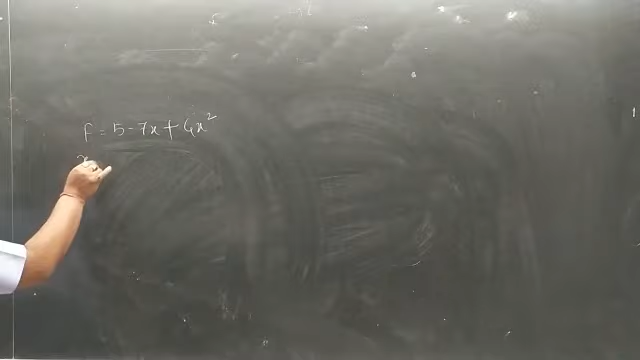 F = 5 - 7x + 4x²
x